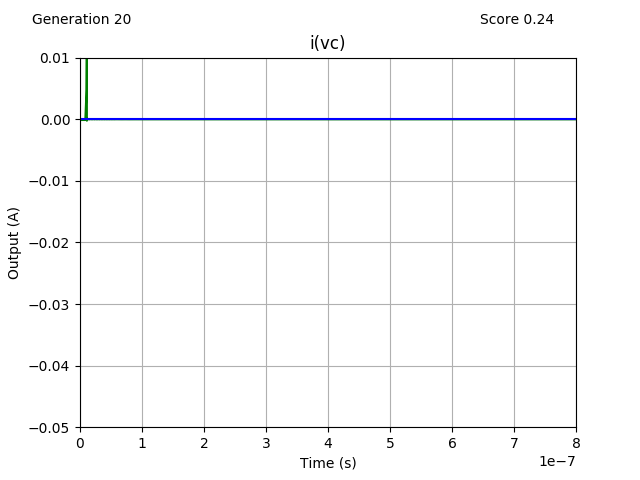 Generation 20
Score 0.24
i(vc)
0.01
0.00
−0.01
−0.02
−0.03
−0.04
−0.05
Output (A)
0 1 2 3 4 5 6 7 8
1e−7
Time (s)